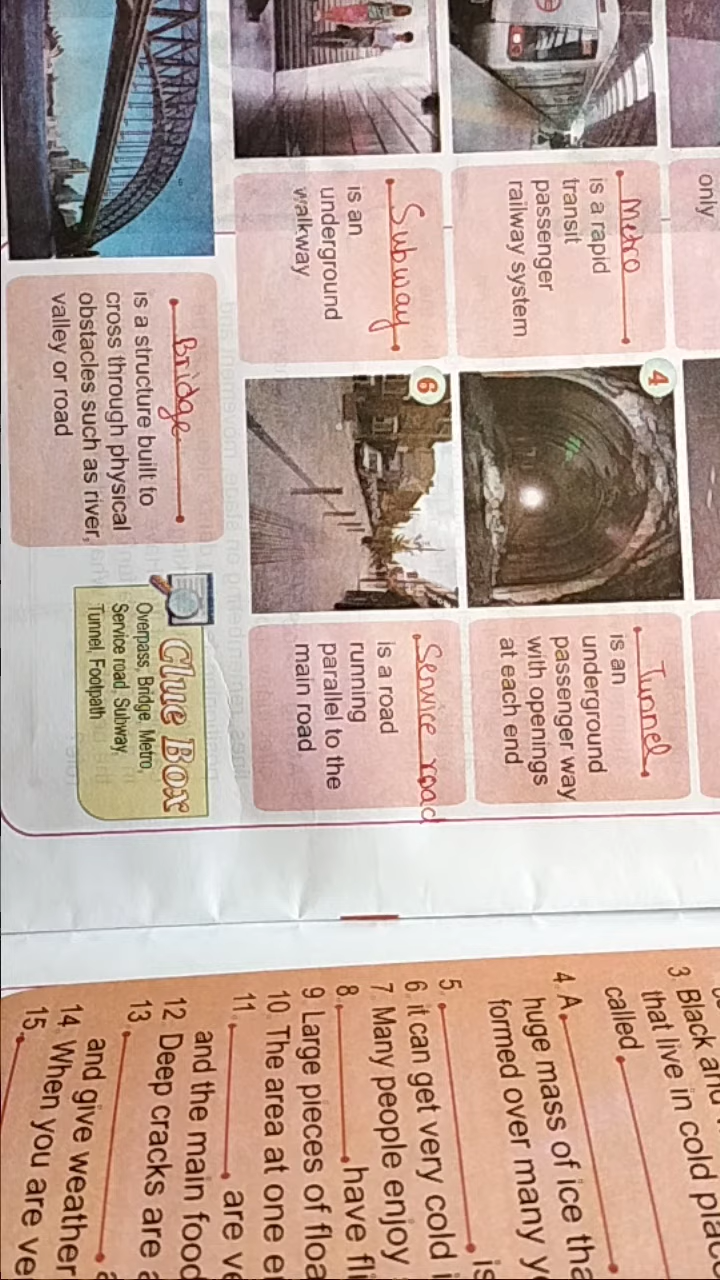 only
Metro
is a rapid
transit
passenger
railway system
4
Tunnel
is an
underground
passenger way
with openings
at each end
Subway
is an
underground
walkway
6
Service road
is a road
running
parallel to the
main road
Bridge
is a structure built to
cross through physical
obstacles such as river,
valley or road
Clue Box
Overpass, Bridge, Metro,
Service road, Subway,
Tunnel, Footpath
3. Black and
that live in cold
called
4. A
huge mass of ice
formed over many
5. is
6. it can get very cold
7. Many people enjoy
8. have
9. Large pieces of
10. The area at one
11. are
and the main food
12. Deep cracks are
13.
and give weather
14. When you are
15.